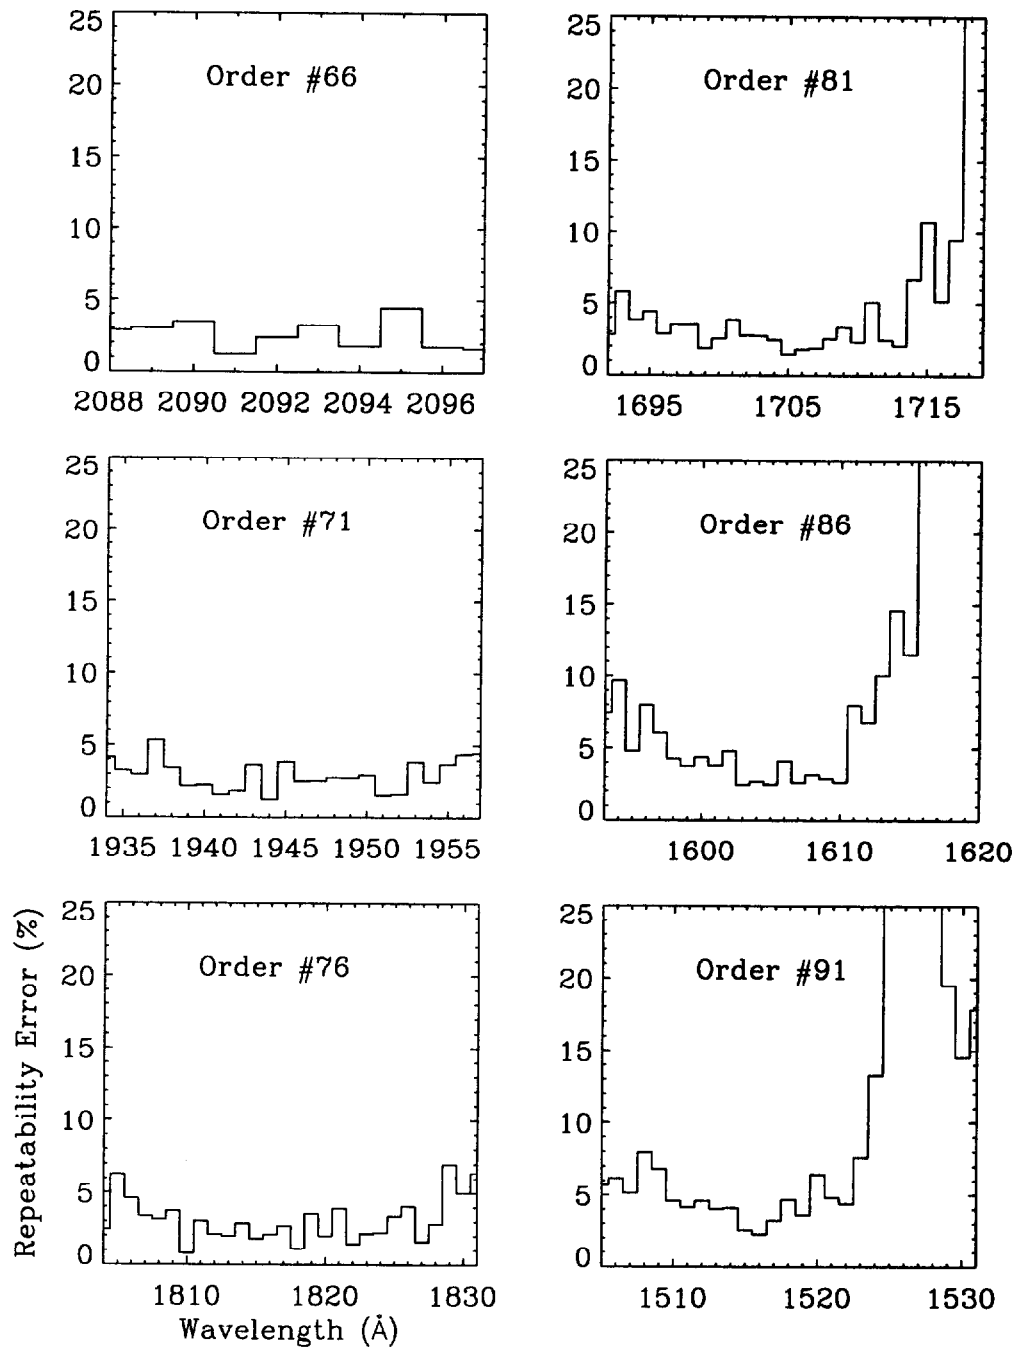 25
20
15
10
5
0
Order #66
2088 2090 2092 2094 2096
25
20
15
10
5
0
Order #81
1695 1705 1715
25
20
15
10
5
0
Order #71
1935 1940 1945 1950 1955
25
20
15
10
5
0
Order #86
1600 1610 1620
25
20
15
10
5
0
Order #76
1810 1820 1830
25
20
15
10
5
0
Order #91
1510 1520 1530
Repeatability Error (%)
Wavelength (Å)